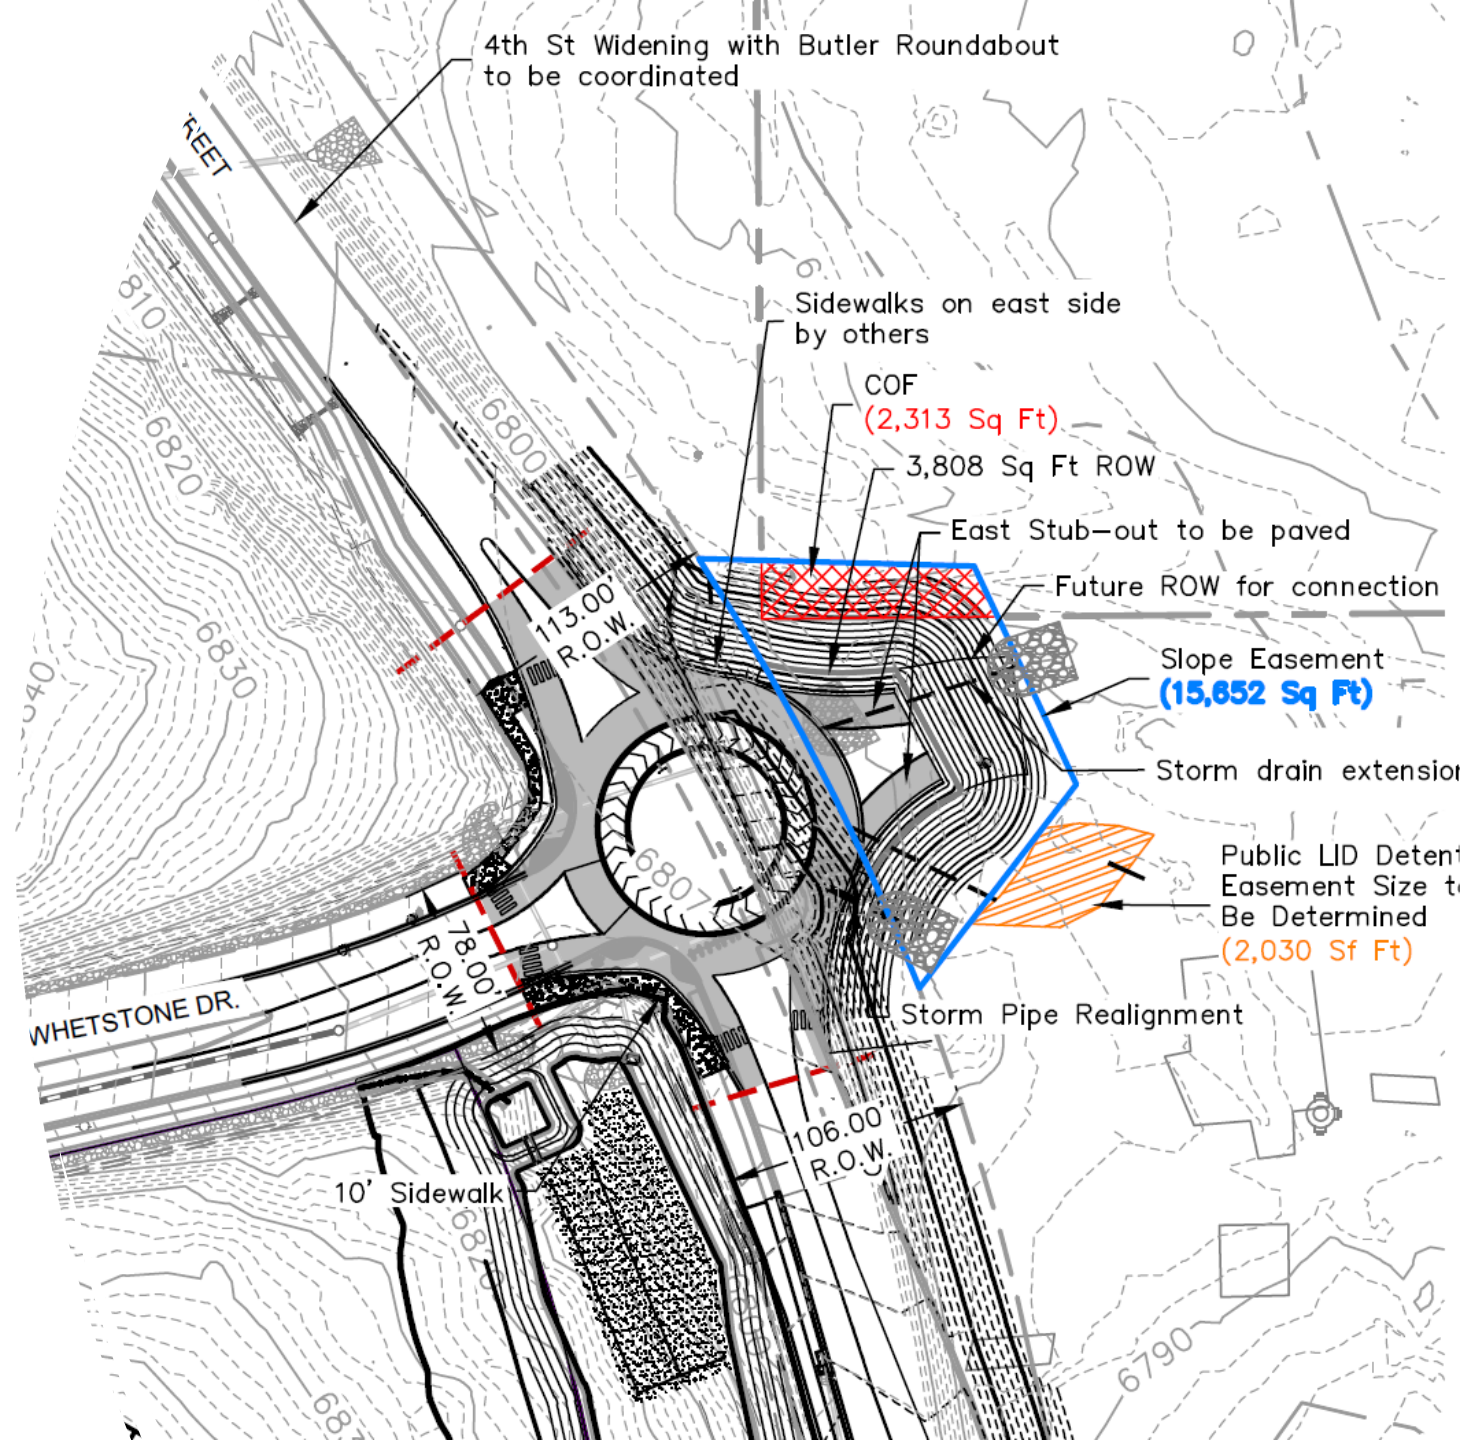 4th St Widening with Butler Roundabout
to be coordinated
REET
810
Sidewalks on east side
by others
COF
(2,313 Sq Ft)
6800
6820
3,808 Sq Ft ROW
East Stub-out to be paved
Future ROW for connection
113.00'
R.O.W.
6830
Slope Easement
(15,652 Sq Ft)
Storm drain extension
6807
Public LID Detent
Easement Size to
Be Determined
(2,030 Sf Ft)
78.00'
R.O.W.
WHETSTONE DR.
Storm Pipe Realignment
106.00
R.O.W.
10' Sidewalk
6820
6790